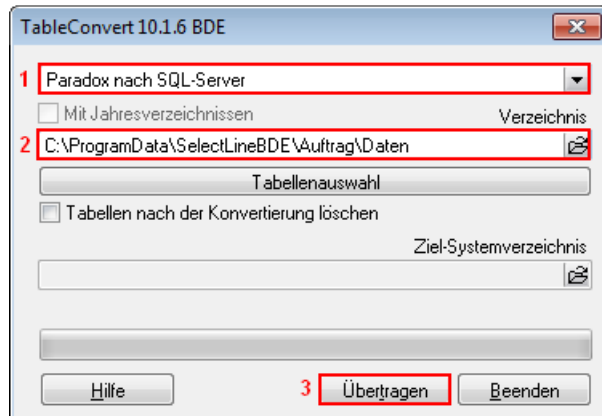 TableConvert 10.1.6 BDE
1 Paradox nach SQL-Server
Mit Jahresverzeichnissen Verzeichnis
2 C:\ProgramData\SelectLineBDE\Auftrag\Daten
Tabellenauswahl
Tabellen nach der Konvertierung löschen
Ziel-Systemverzeichnis
Hilfe 3 Übertragen Beenden